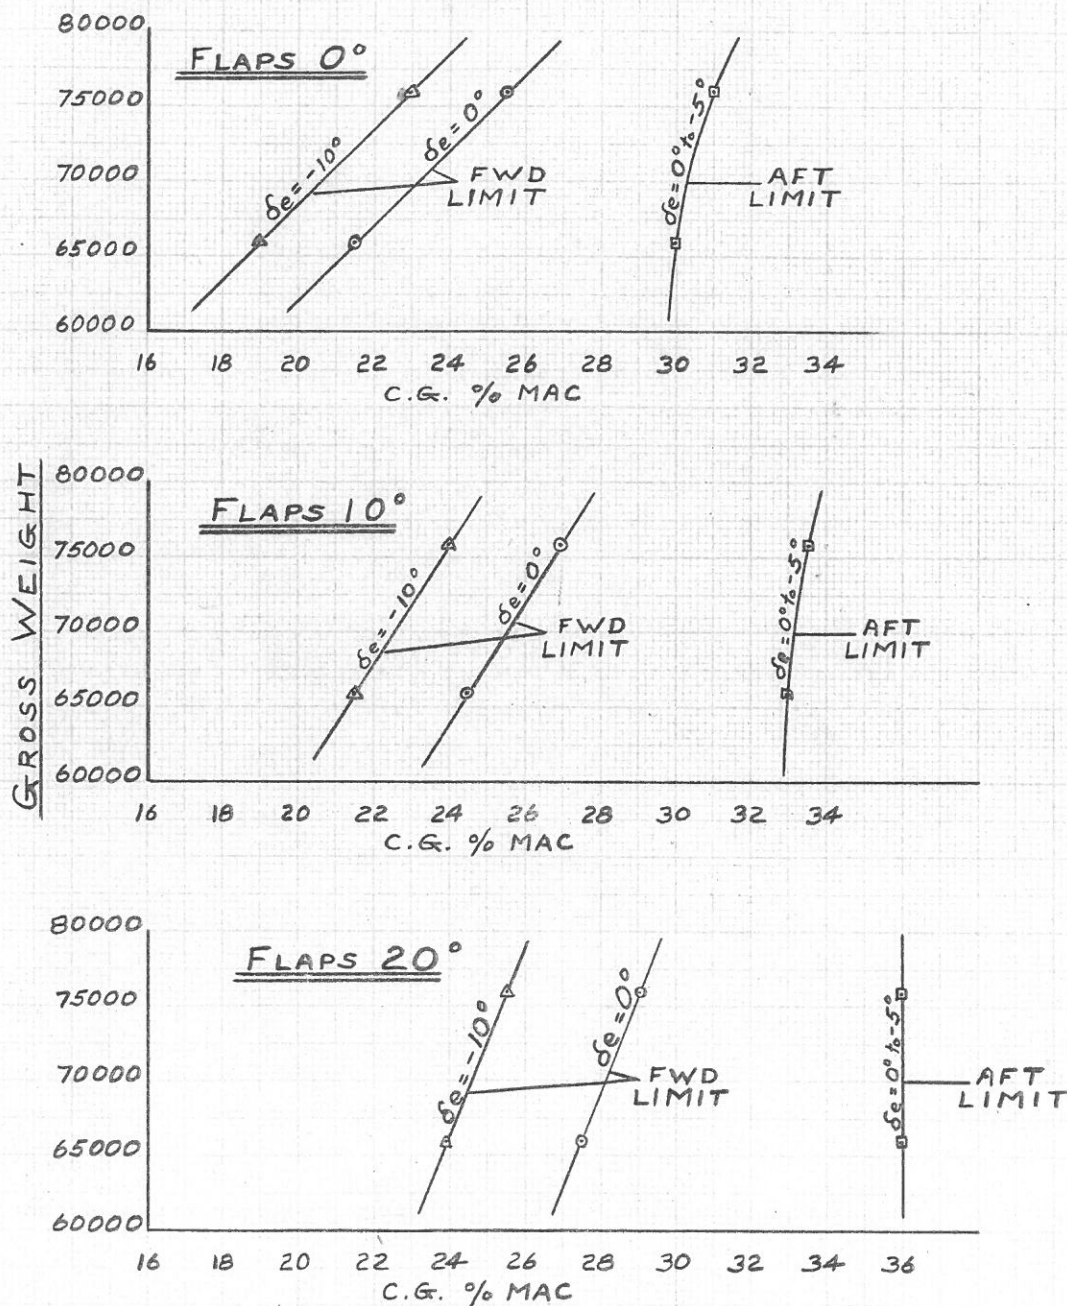 GROSS WEIGHT
FLAPS 0°
80000
75000
70000
65000
60000
δe = -10°
δe = 0°
FWD
LIMIT
δe = 0° to -5°
AFT
LIMIT
16 18 20 22 24 26 28 30 32 34
C.G. % MAC
FLAPS 10°
80000
75000
70000
65000
60000
δe = -10°
δe = 0°
FWD
LIMIT
δe = 0° to -5°
AFT
LIMIT
16 18 20 22 24 26 28 30 32 34
C.G. % MAC
FLAPS 20°
80000
75000
70000
65000
60000
δe = -10°
δe = 0°
FWD
LIMIT
δe = 0° to -5°
AFT
LIMIT
16 18 20 22 24 26 28 30 32 34 36
C.G. % MAC